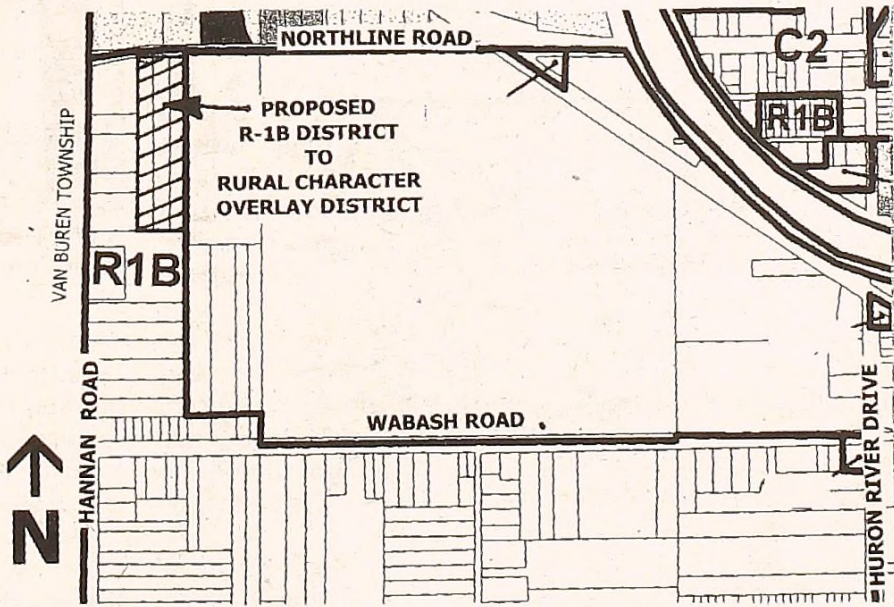 NORTHLINE ROAD
C2
R1B
PROPOSED
R-1B DISTRICT
TO
RURAL CHARACTER
OVERLAY DISTRICT
VAN BUREN TOWNSHIP
R1B
HANNAN ROAD
WABASH ROAD
HURON RIVER DRIVE
N